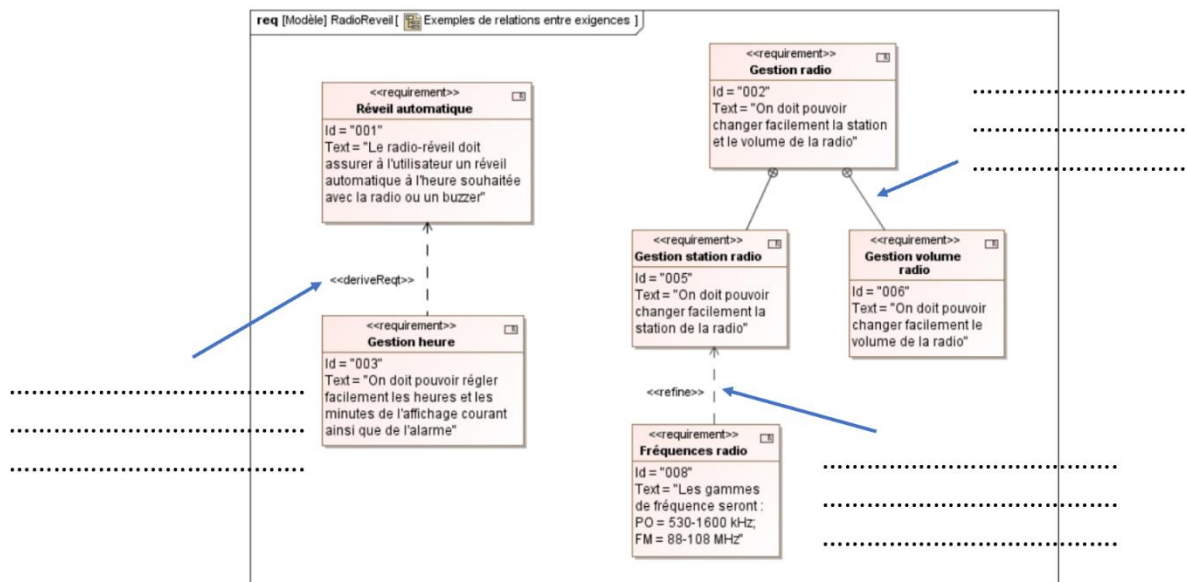 req [Modèle] RadioReveil[ Exemples de relations entre exigences ]
<<requirement>>
Réveil automatique
Id = "001"
Text = "Le radio-réveil doit
assurer à l'utilisateur un réveil
automatique à l'heure souhaitée
avec la radio ou un buzzer"
<<deriveReqt>>
<<requirement>>
Gestion heure
Id = "003"
Text = "On doit pouvoir régler
facilement les heures et les
minutes de l'affichage courant
ainsi que de l'alarme"
<<requirement>>
Gestion radio
Id = "002"
Text = "On doit pouvoir
changer facilement la station
et le volume de la radio"
<<requirement>>
Gestion station radio
Id = "005"
Text = "On doit pouvoir
changer facilement la
station de la radio"
<<requirement>>
Gestion volume
radio
Id = "006"
Text = "On doit pouvoir
changer facilement le
volume de la radio"
<<refine>>
<<requirement>>
Fréquences radio
Id = "008"
Text = "Les gammes
de fréquence seront :
PO = 530-1600 kHz;
FM = 88-108 MHz"